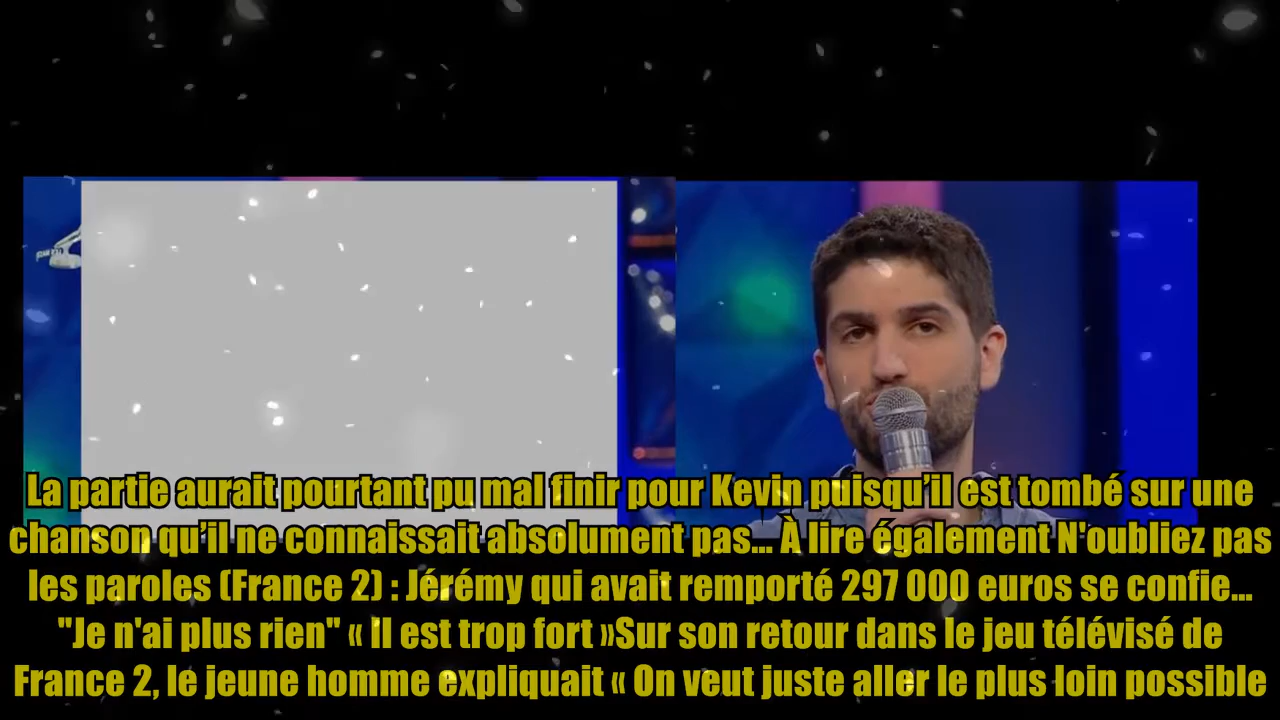 La partie aurait pourtant pu mal finir pour Kevin puisqu’il est tombé sur une
chanson qu’il ne connaissait absolument pas... À lire également N'oubliez pas
les paroles (France 2) : Jérémy qui avait remporté 297 000 euros se confie...
"Je n'ai plus rien" « Il est trop fort »Sur son retour dans le jeu télévisé de
France 2, le jeune homme expliquait « On veut juste aller le plus loin possible